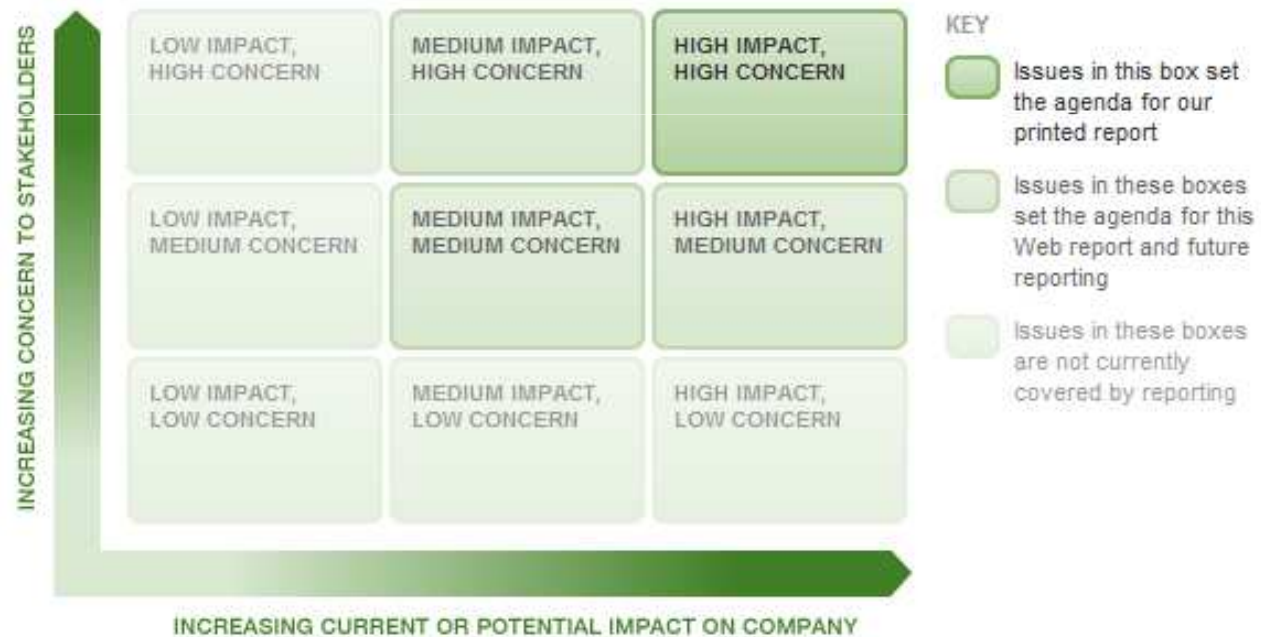 INCREASING CONCERN TO STAKEHOLDERS
LOW IMPACT,
HIGH CONCERN
MEDIUM IMPACT,
HIGH CONCERN
HIGH IMPACT,
HIGH CONCERN
LOW IMPACT,
MEDIUM CONCERN
MEDIUM IMPACT,
MEDIUM CONCERN
HIGH IMPACT,
MEDIUM CONCERN
LOW IMPACT,
LOW CONCERN
MEDIUM IMPACT,
LOW CONCERN
HIGH IMPACT,
LOW CONCERN
INCREASING CURRENT OR POTENTIAL IMPACT ON COMPANY
KEY
Issues in this box set
the agenda for our
printed report
Issues in these boxes
set the agenda for this
Web report and future
reporting
Issues in these boxes
are not currently
covered by reporting